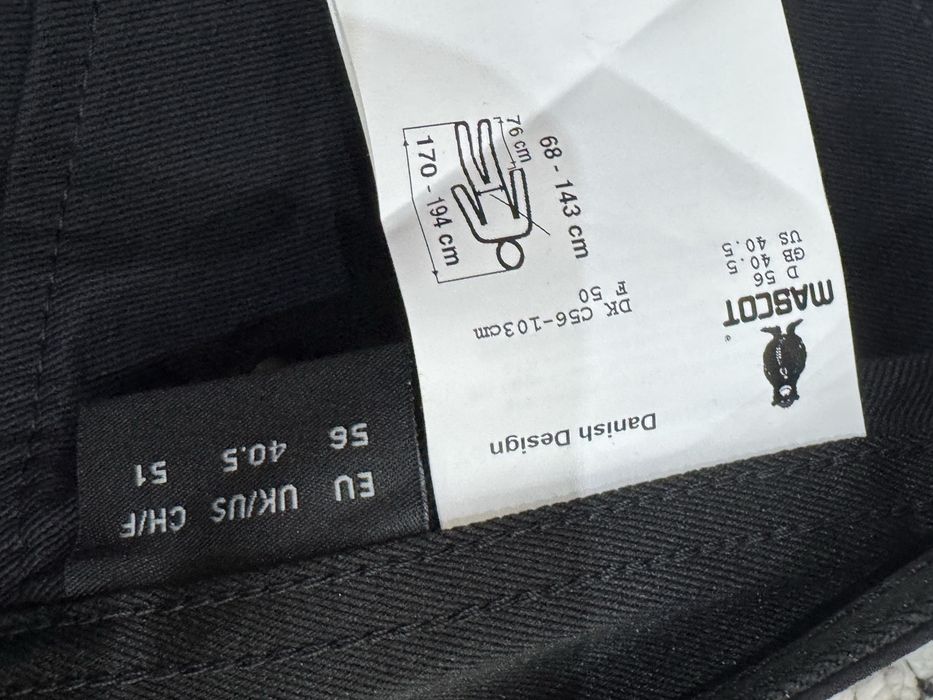 MASCOT
®
D 56
GB 40.5
US 40.5
Danish Design
DK C56-103cm
F 50
68 - 143 cm
76 cm
170 - 194 cm
EU UK/US CH/F
56 40.5 51